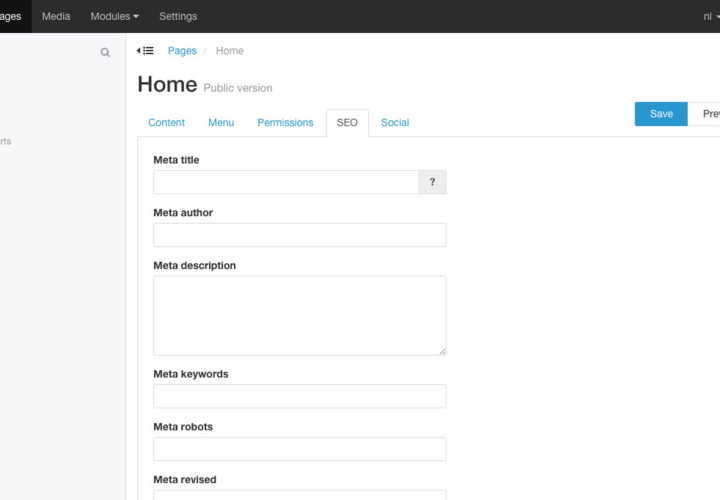 ages Media Modules Settings nl
Pages / Home
Home Public version
rts
Content Menu Permissions SEO Social Save Prev
Meta title
?
Meta author
Meta description
Meta keywords
Meta robots
Meta revised